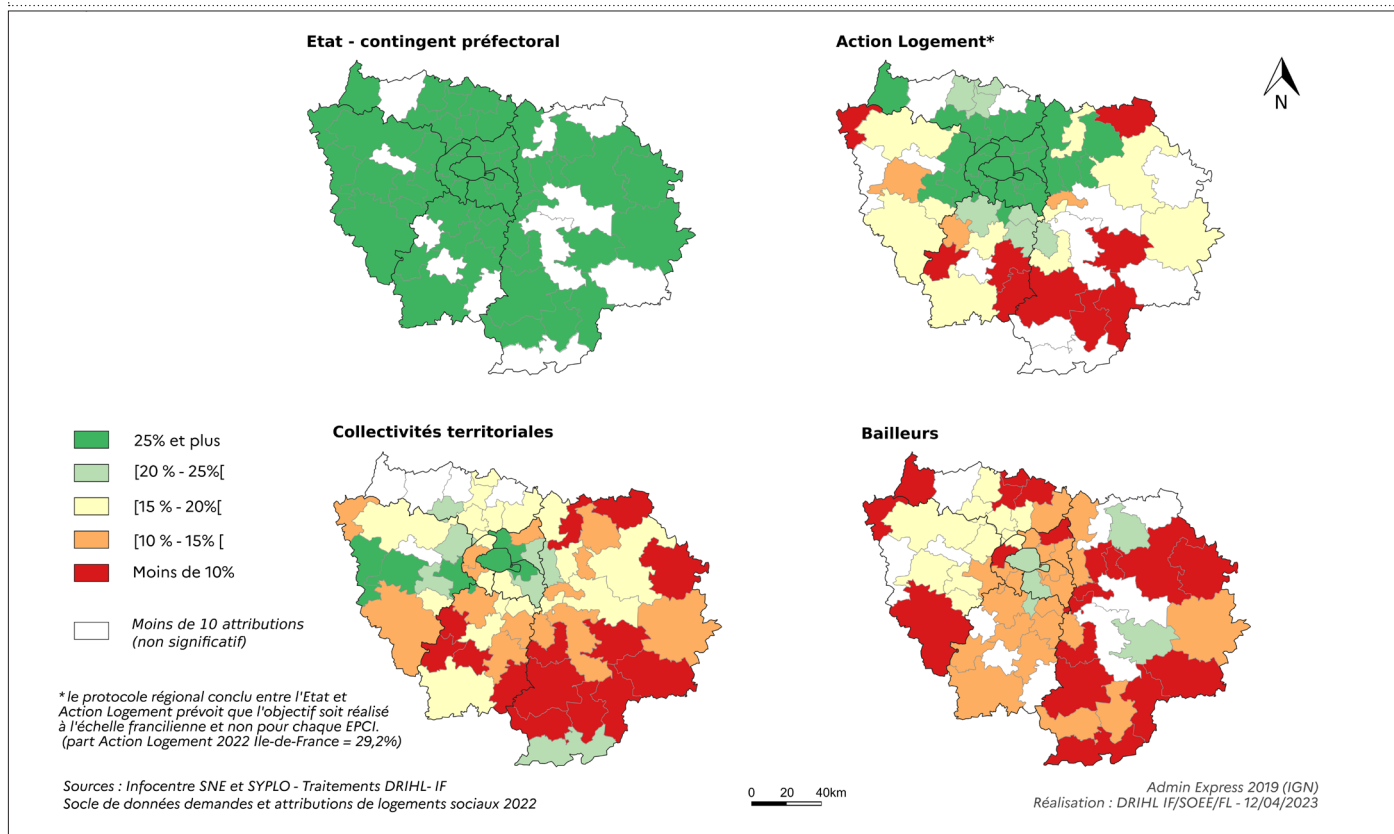 Etat - contingent préfectoral
Action Logement*
N
Collectivités territoriales
Bailleurs
25% et plus
[20 % - 25%[
[15 % - 20%[
[10 % - 15% [
Moins de 10%
Moins de 10 attributions
(non significatif)
*le protocole régional conclu entre l'Etat et
Action Logement prévoit que l'objectif soit réalisé
à l'échelle francilienne et non pour chaque EPCI.
(part Action Logement 2022 Ile-de-France = 29,2%)
Sources : Infocentre SNE et SYPLO - Traitements DRIHL- IF
Socle de données demandes et attributions de logements sociaux 2022
0 20 40km
Admin Express 2019 (IGN)
Réalisation : DRIHL IF/SOEE/FL - 12/04/2023